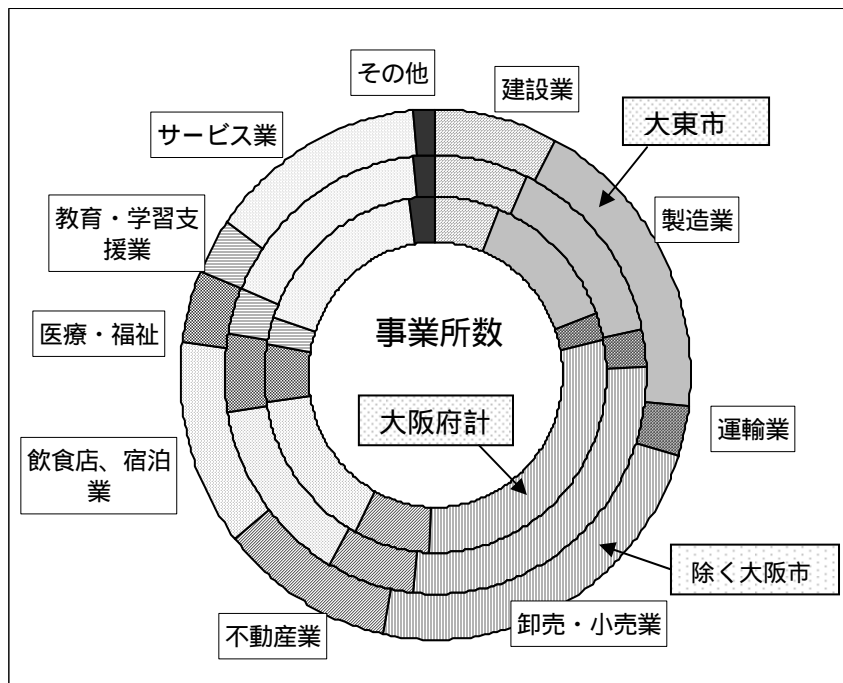 その他
建設業
大東市
サービス業
教育・学習支
援業
製造業
医療・福祉
事業所数
大阪府計
運輸業
飲食店、宿泊
業
除く大阪市
卸売・小売業
不動産業